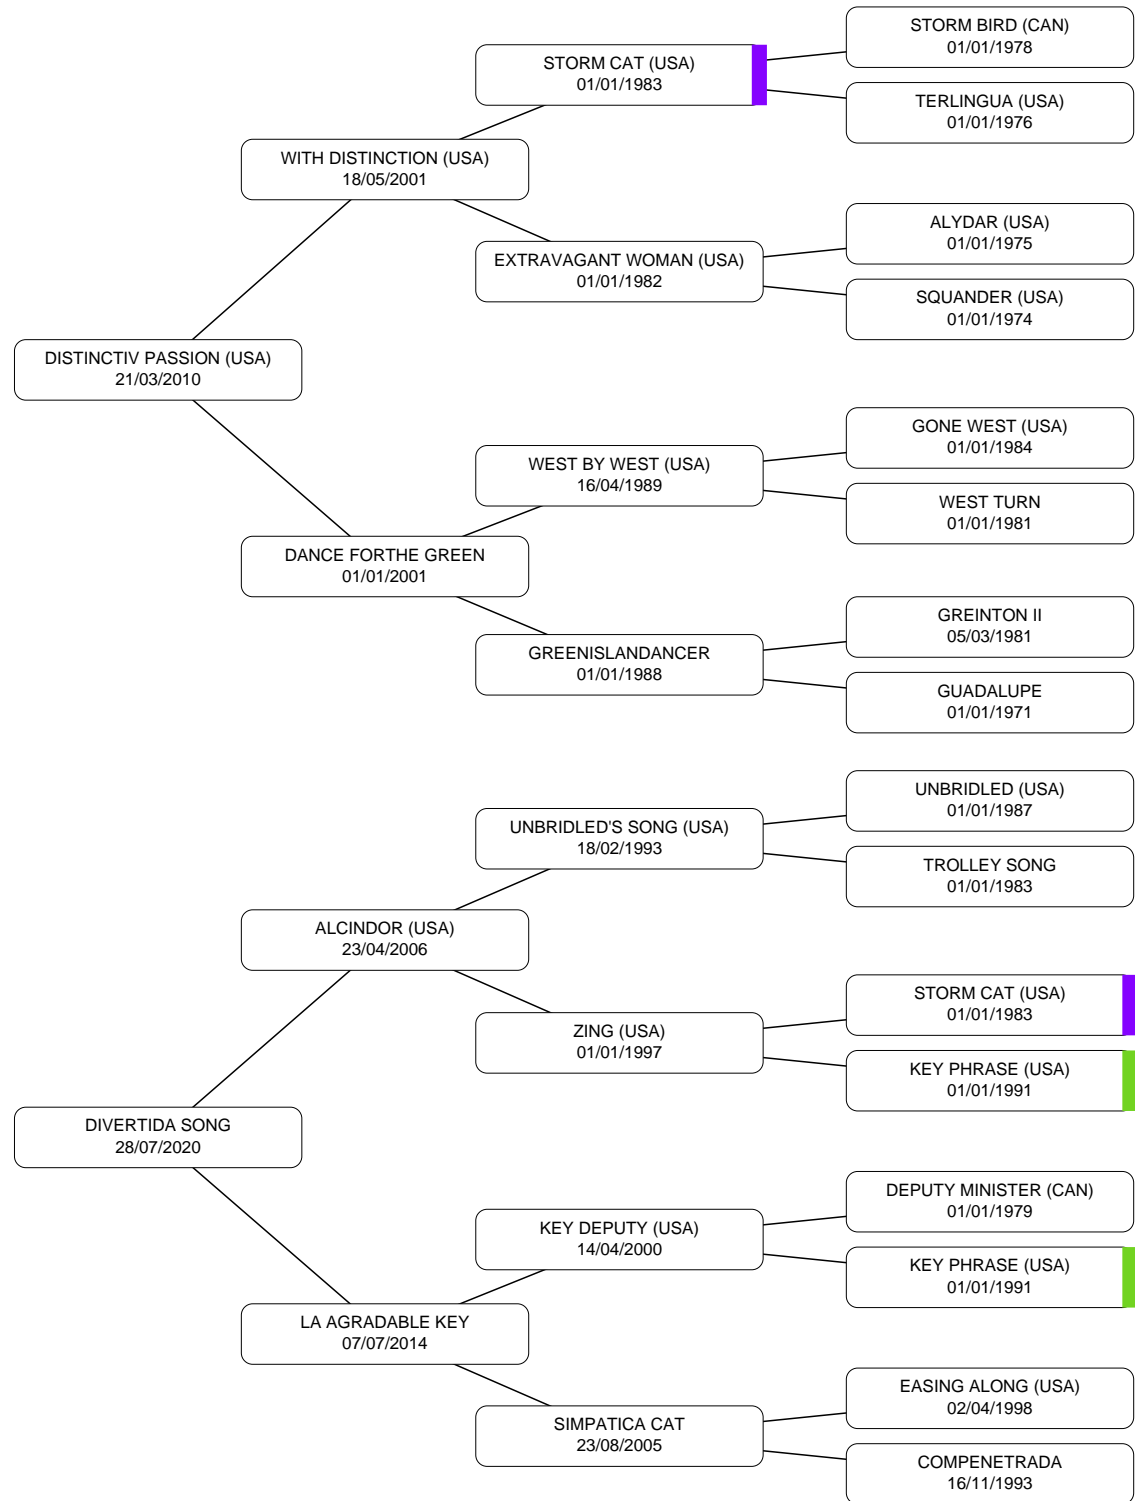 STORM BIRD (CAN)
01/01/1978
STORM CAT (USA)
01/01/1983
TERLINGUA (USA)
01/01/1976
WITH DISTINCTION (USA)
18/05/2001
ALYDAR (USA)
01/01/1975
EXTRAVAGANT WOMAN (USA)
01/01/1982
SQUANDER (USA)
01/01/1974
DISTINCTIV PASSION (USA)
21/03/2010
GONE WEST (USA)
01/01/1984
WEST BY WEST (USA)
16/04/1989
WEST TURN
01/01/1981
DANCE FORTHE GREEN
01/01/2001
GREINTON II
05/03/1981
GREENISLANDANCER
01/01/1988
GUADALUPE
01/01/1971
UNBRIDLED (USA)
01/01/1987
UNBRIDLED'S SONG (USA)
18/02/1993
TROLLEY SONG
01/01/1983
ALCINDOR (USA)
23/04/2006
STORM CAT (USA)
01/01/1983
ZING (USA)
01/01/1997
KEY PHRASE (USA)
01/01/1991
DIVERTIDA SONG
28/07/2020
DEPUTY MINISTER (CAN)
01/01/1979
KEY DEPUTY (USA)
14/04/2000
KEY PHRASE (USA)
01/01/1991
LA AGRADABLE KEY
07/07/2014
EASING ALONG (USA)
02/04/1998
SIMPATICA CAT
23/08/2005
COMPENETRADA
16/11/1993